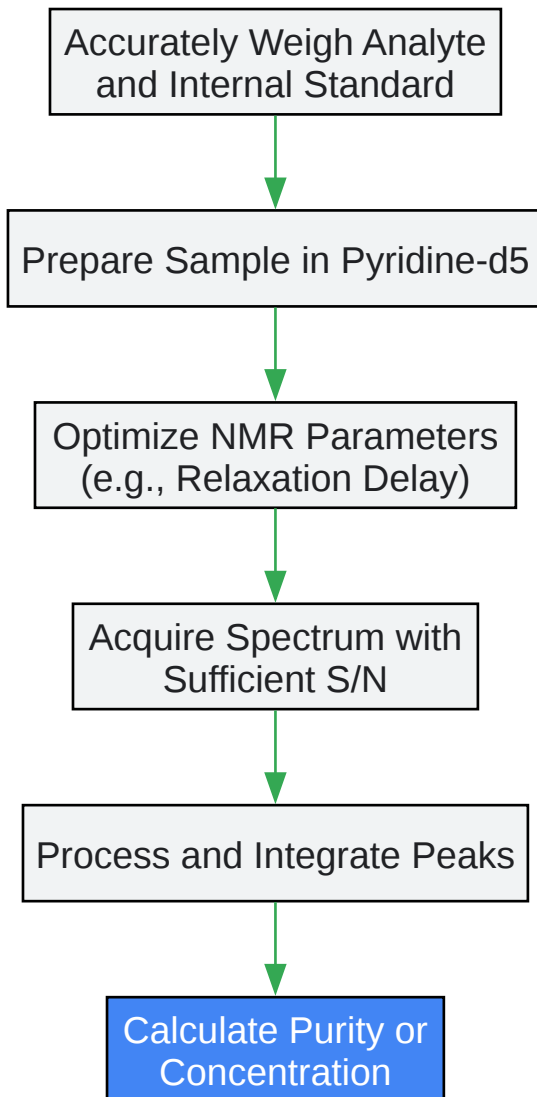 Accurately Weigh Analyte
and Internal Standard
Prepare Sample in Pyridine-d5
Optimize NMR Parameters
(e.g., Relaxation Delay)
Acquire Spectrum with
Sufficient S/N
Process and Integrate Peaks
Calculate Purity or
Concentration